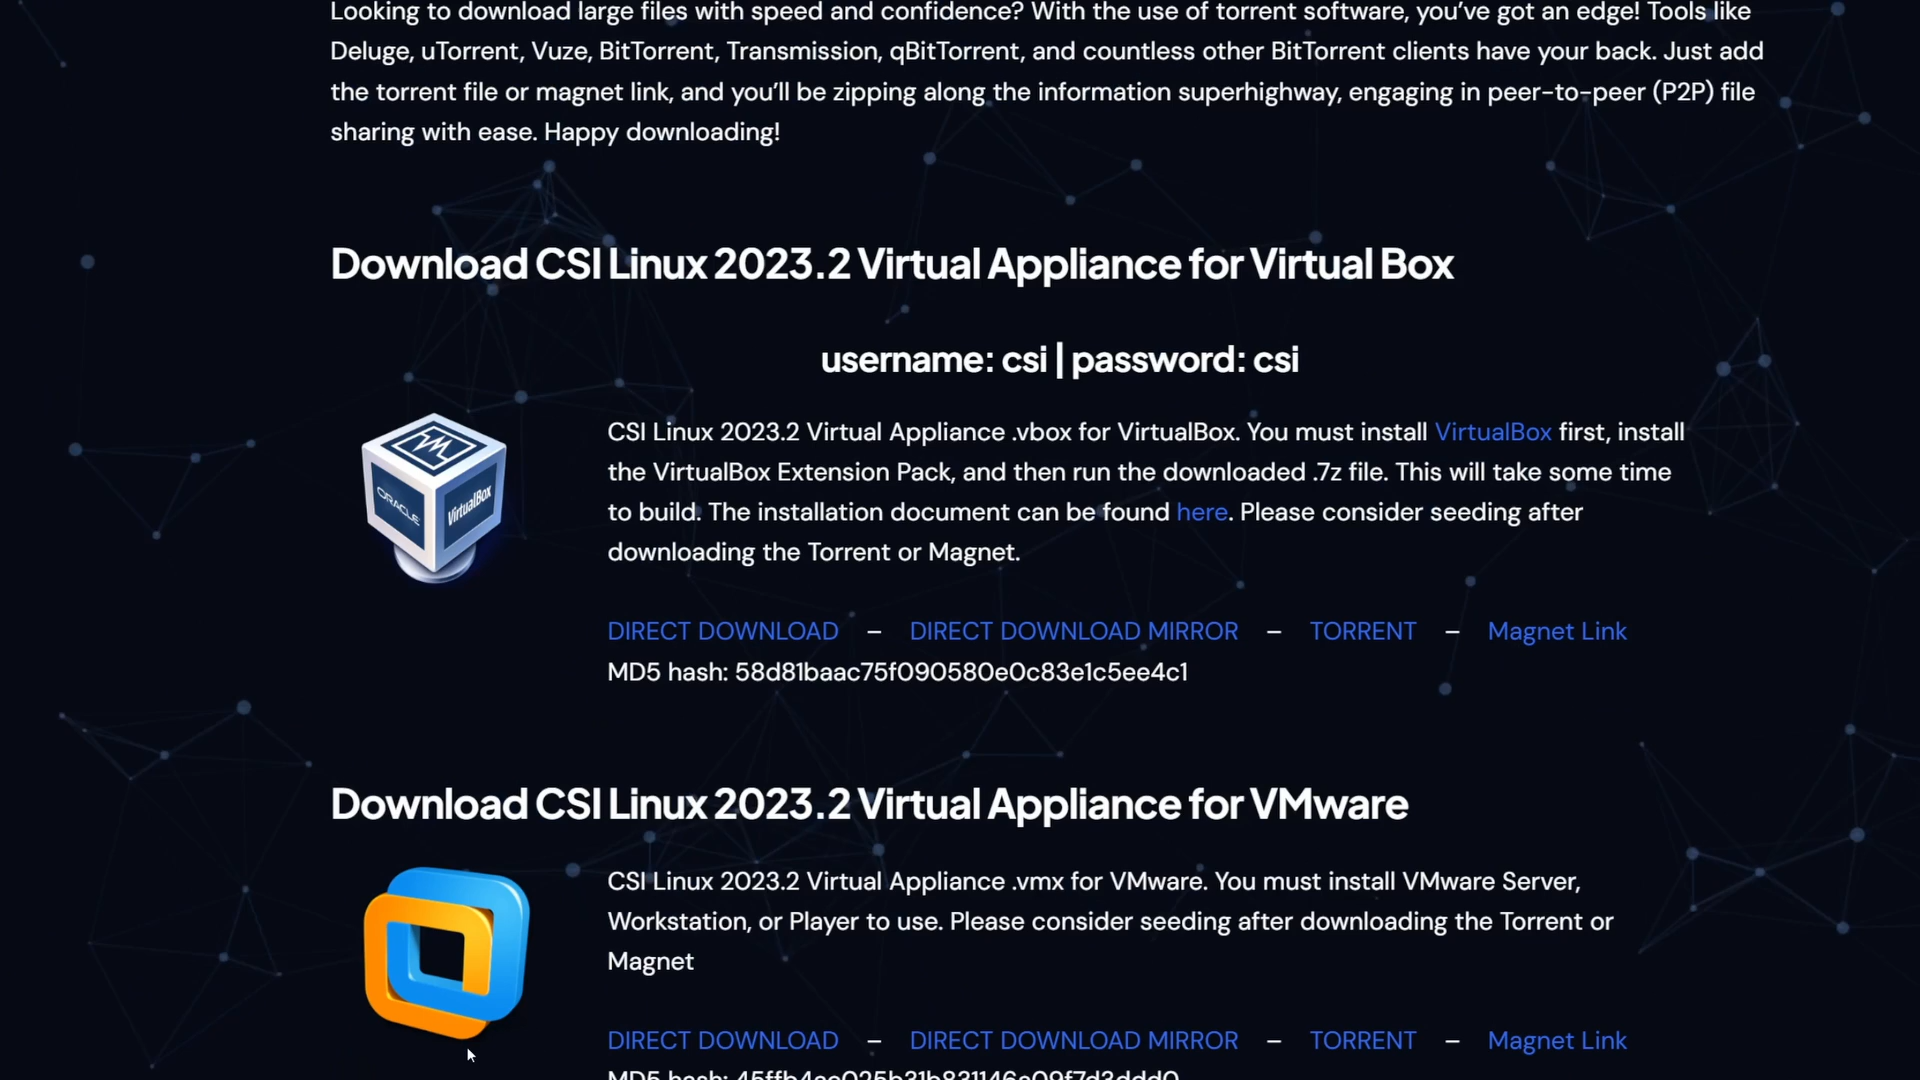 Looking to download large files with speed and confidence? With the use of torrent software, you’ve got an edge! Tools like
Deluge, uTorrent, Vuze, BitTorrent, Transmission, qBitTorrent, and countless other BitTorrent clients have your back. Just add
the torrent file or magnet link, and you’ll be zipping along the information superhighway, engaging in peer-to-peer (P2P) file
sharing with ease. Happy downloading!
Download CSI Linux 2023.2 Virtual Appliance for Virtual Box
username: csi | password: csi
ORACLE
VirtualBox
CSI Linux 2023.2 Virtual Appliance .vbox for VirtualBox. You must install VirtualBox first, install
the VirtualBox Extension Pack, and then run the downloaded .7z file. This will take some time
to build. The installation document can be found here. Please consider seeding after
downloading the Torrent or Magnet.
DIRECT DOWNLOAD – DIRECT DOWNLOAD MIRROR – TORRENT – Magnet Link
MD5 hash: 58d81baac75f090580e0c83e1c5ee4c1
Download CSI Linux 2023.2 Virtual Appliance for VMware
CSI Linux 2023.2 Virtual Appliance .vmx for VMware. You must install VMware Server,
Workstation, or Player to use. Please consider seeding after downloading the Torrent or
Magnet
DIRECT DOWNLOAD – DIRECT DOWNLOAD MIRROR – TORRENT – Magnet Link
MD5 hash: